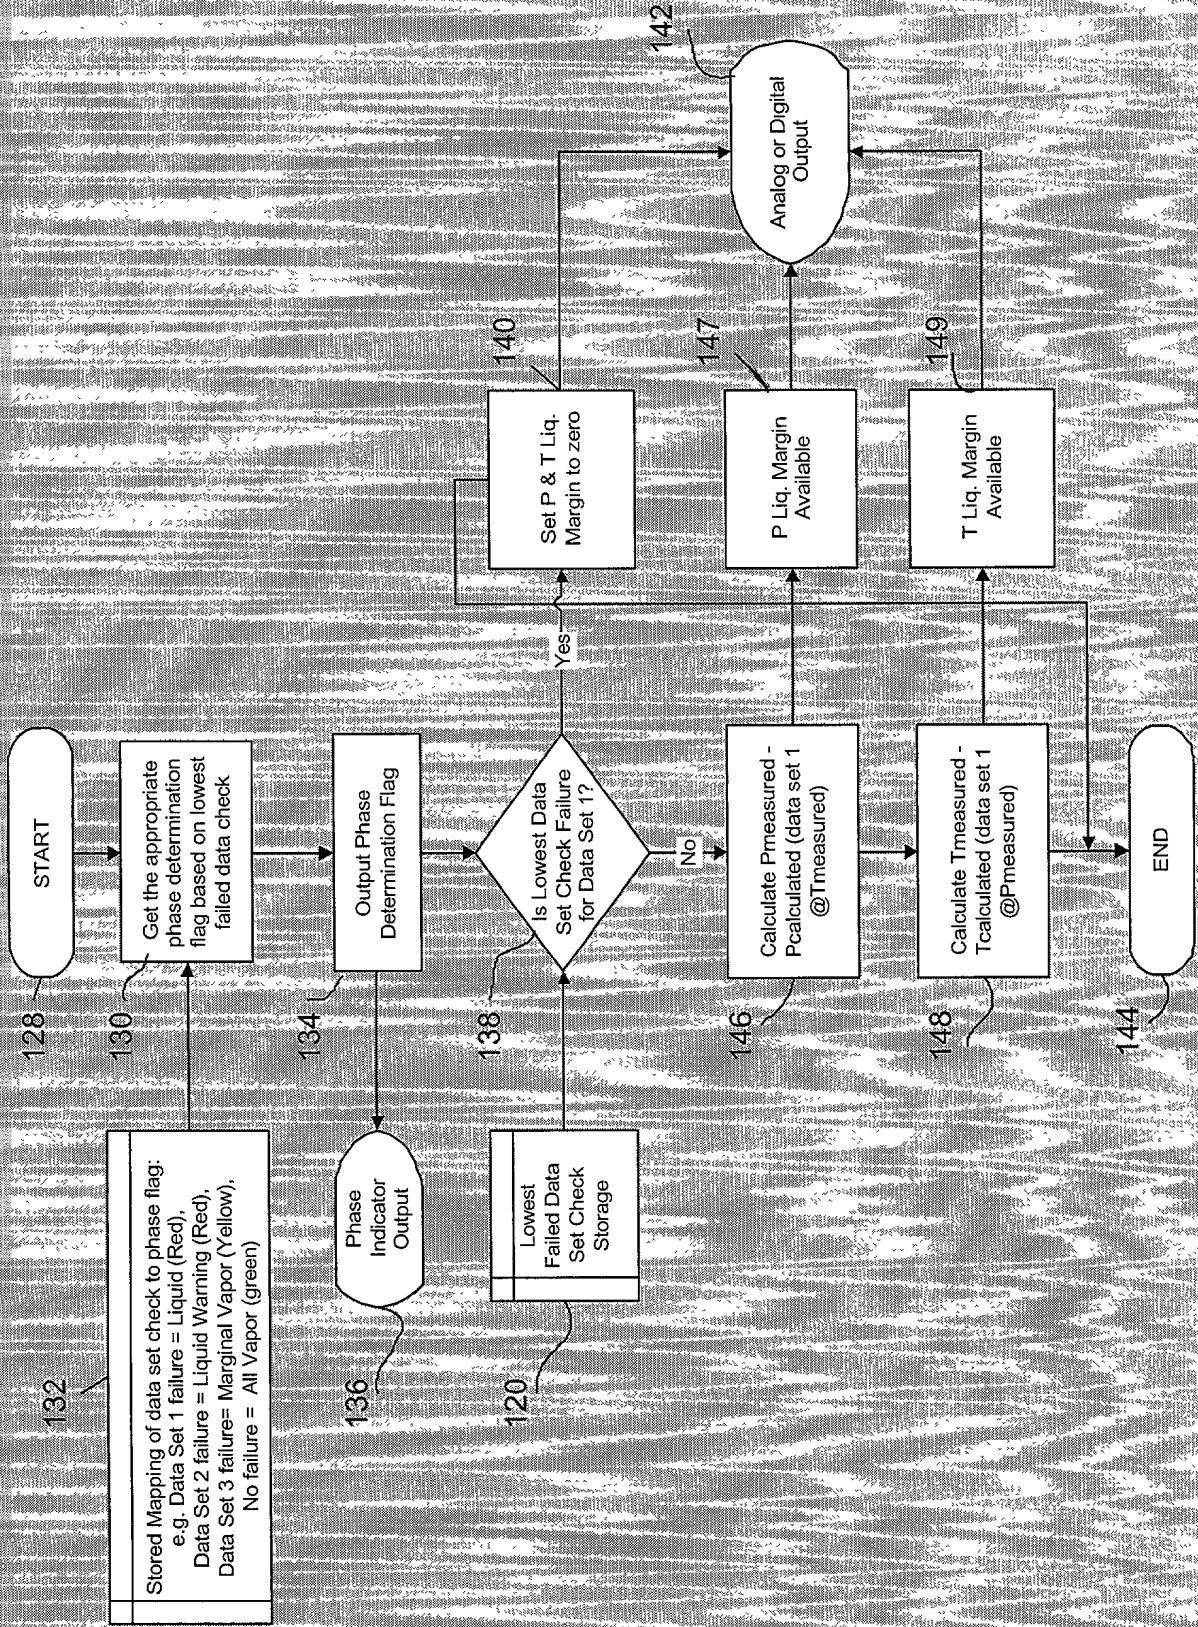 START
128
Get the appropriate
phase determination
flag based on lowest
failed data check
130
132
Stored Mapping of data set check to phase flag:
e.g. Data Set 1 failure = Liquid (Red),
Data Set 2 failure = Liquid Warning (Red),
Data Set 3 failure= Marginal Vapor (Yellow),
No failure = All Vapor (green)
Output Phase
Determination Flag
134
Phase
Indicator
Output
136
Is Lowest Data
Set Check Failure
for Data Set 1?
138
Lowest
Failed Data
Set Check
Storage
120
Yes
Set P & T Liq.
Margin to zero
140
No
Calculate Pmeasured -
Pcalculated (data set 1
@Tmeasured)
146
P Liq. Margin
Available
147
Analog or Digital
Output
142
Calculate Tmeasured -
Tcalculated (data set 1
@Pmeasured)
148
T Liq. Margin
Available
149
END
144